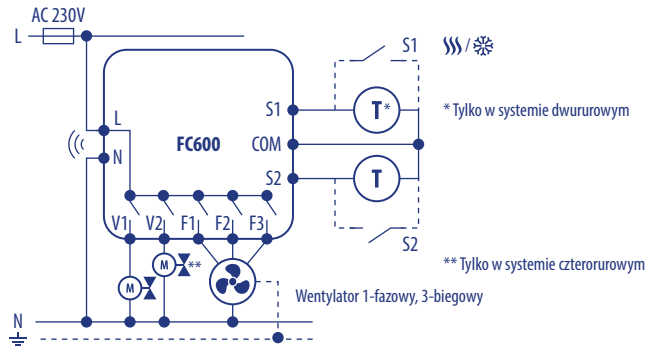 AC 230V
L
S1
S1
T*
* Tylko w systemie dwururowym
L
N
FC600
COM
S2
T
V1 V2 F1 F2 F3
S2
M
**
** Tylko w systemie czterorurowym
M
Wentylator 1-fazowy, 3-biegowy
N